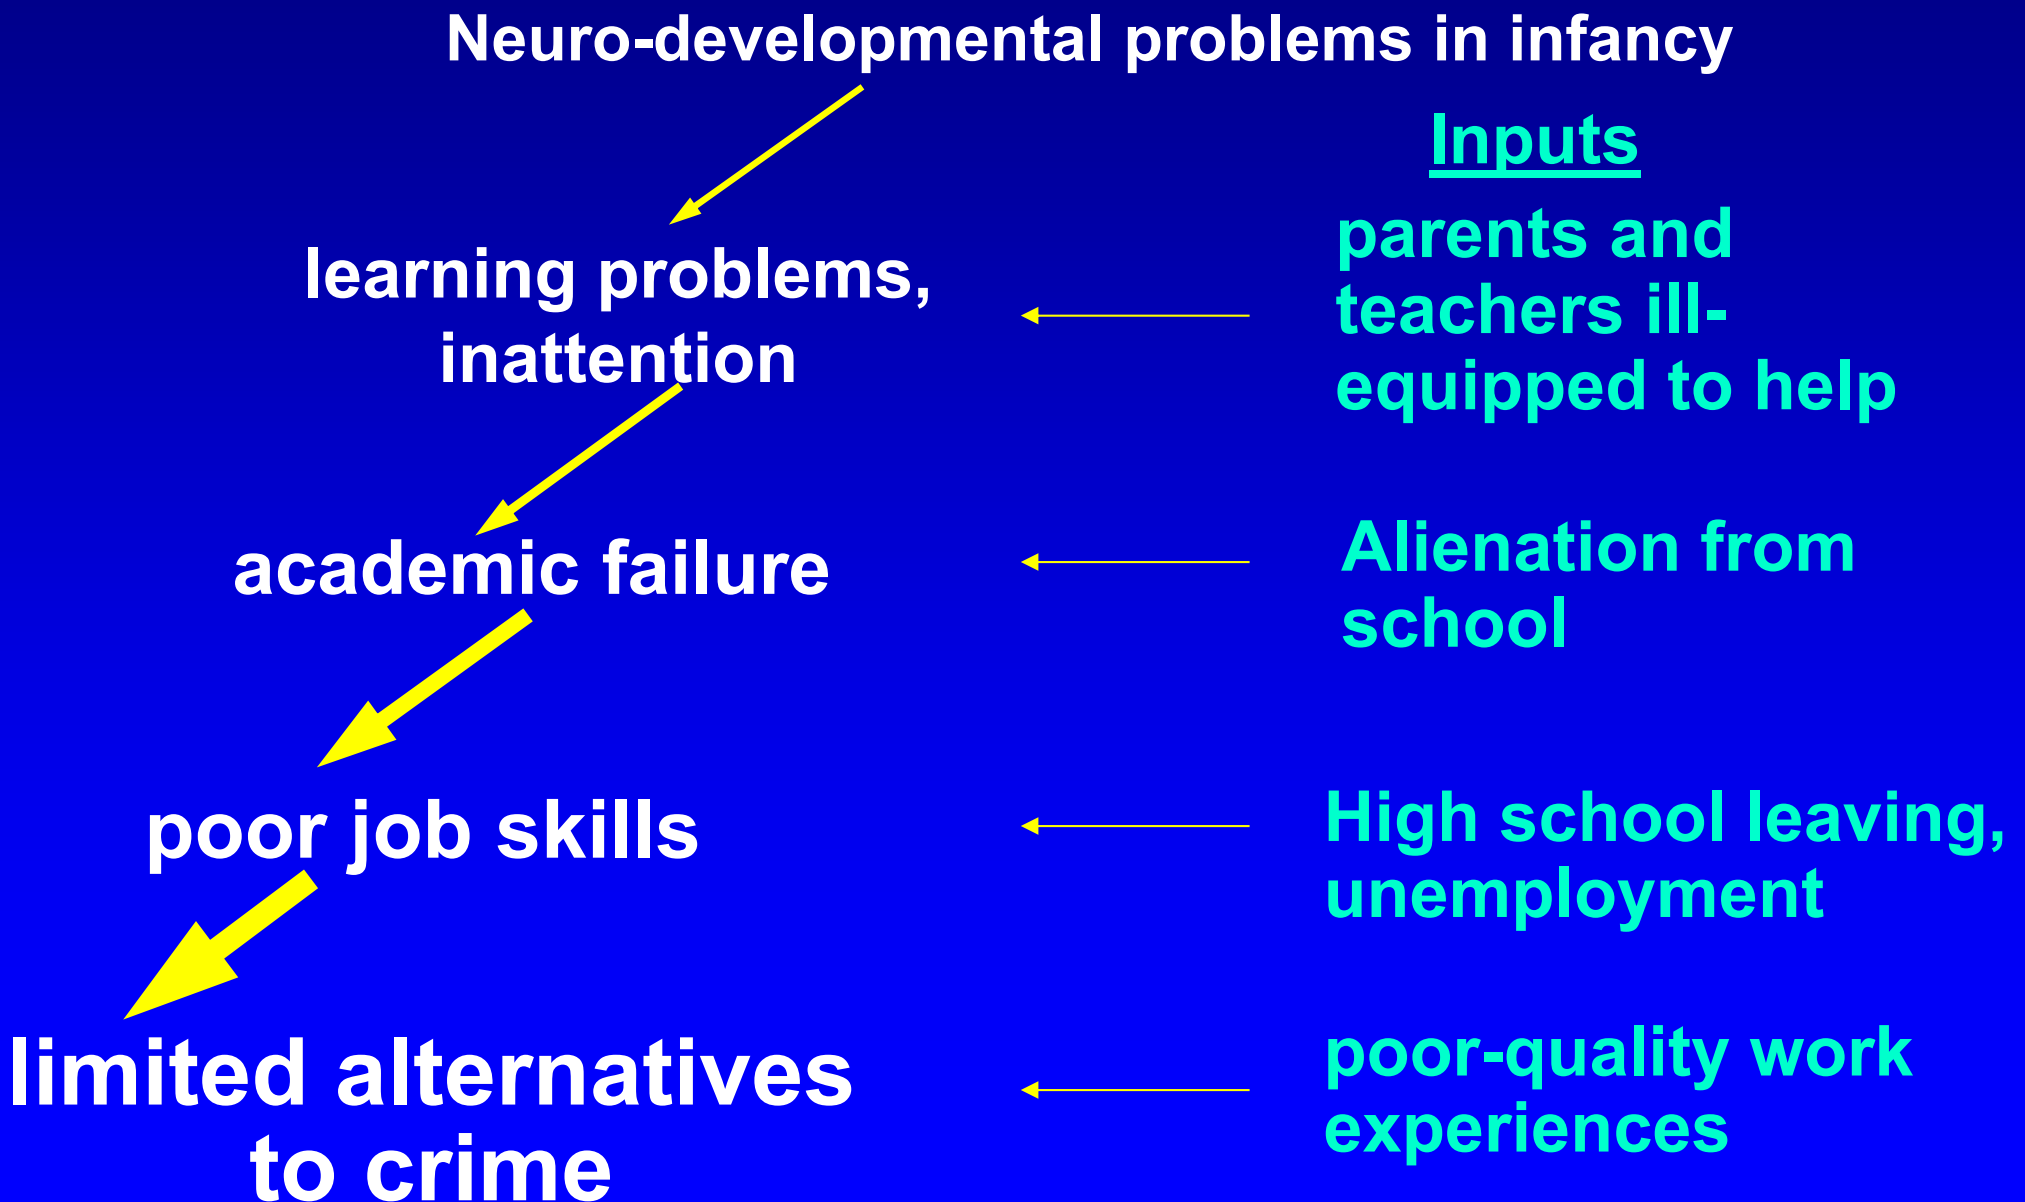 Neuro-developmental problems in infancy
Inputs
learning problems,
inattention
parents and
teachers ill-
equipped to help
academic failure
Alienation from
school
poor job skills
High school leaving,
unemployment
limited alternatives
to crime
poor-quality work
experiences